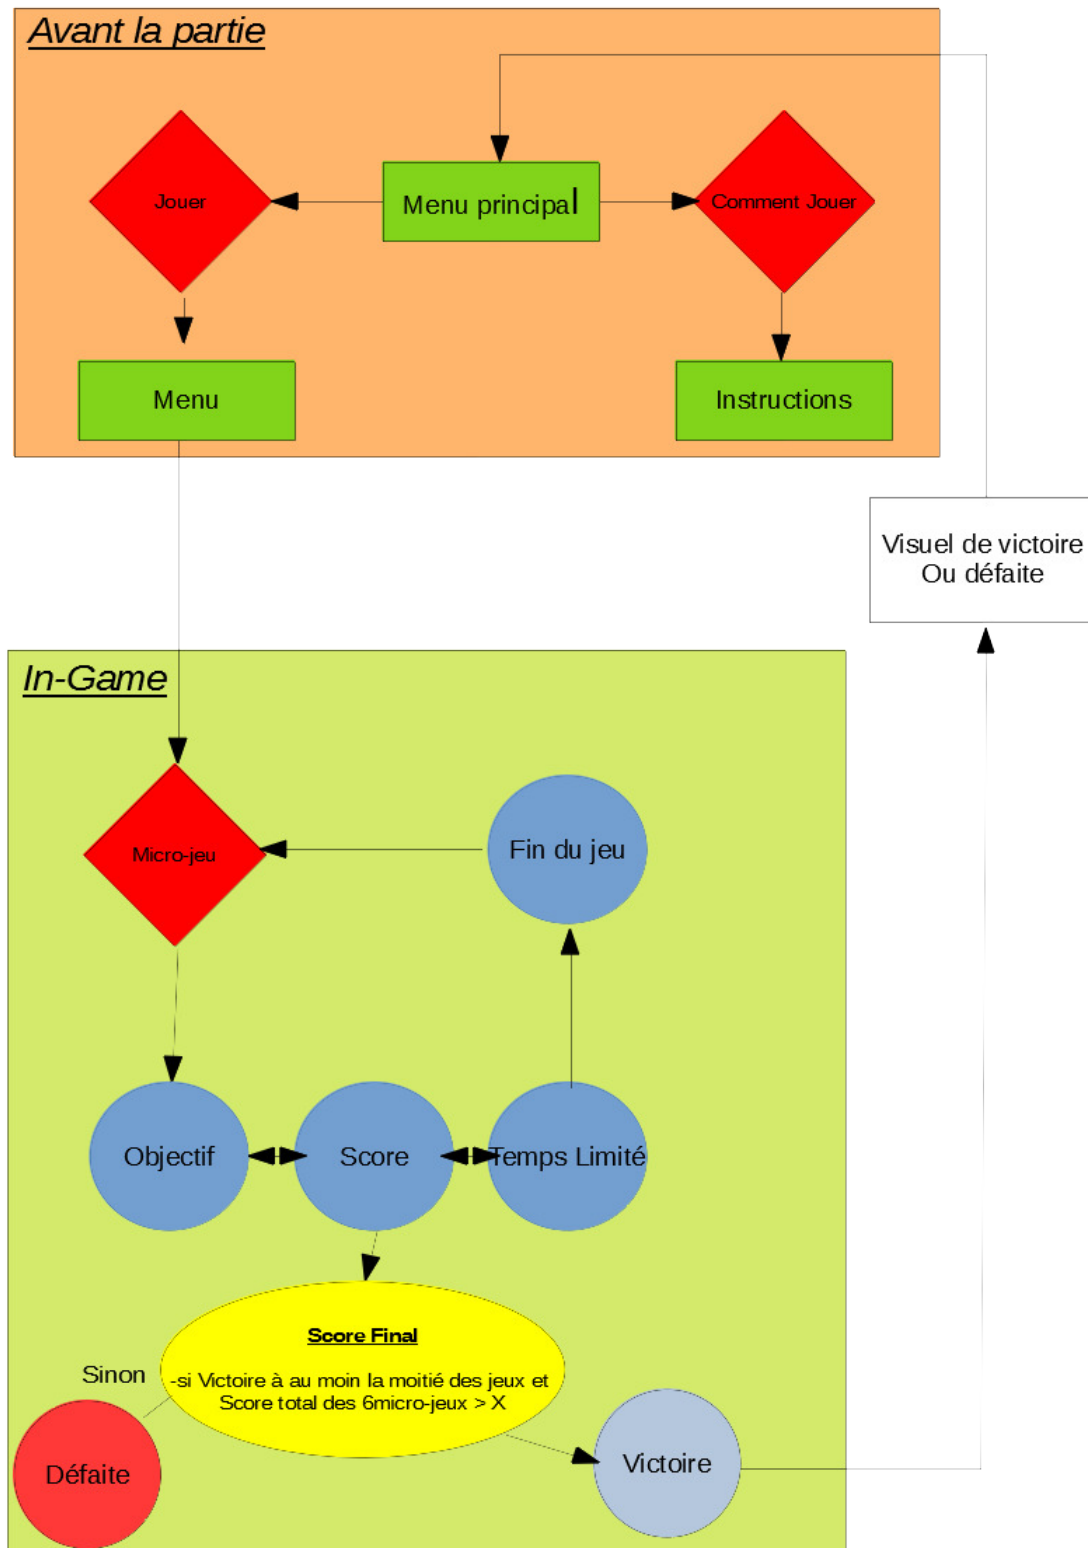 Avant la partie
Jouer
Menu principal
Comment Jouer
Menu
Instructions
Visuel de victoire
Ou défaite
In-Game
Micro-jeu
Fin du jeu
Objectif
Score
Temps Limité
Score Final
Sinon
-si Victoire à au moin la moitié des jeux et
Score total des 6micro-jeux > X
Défaite
Victoire